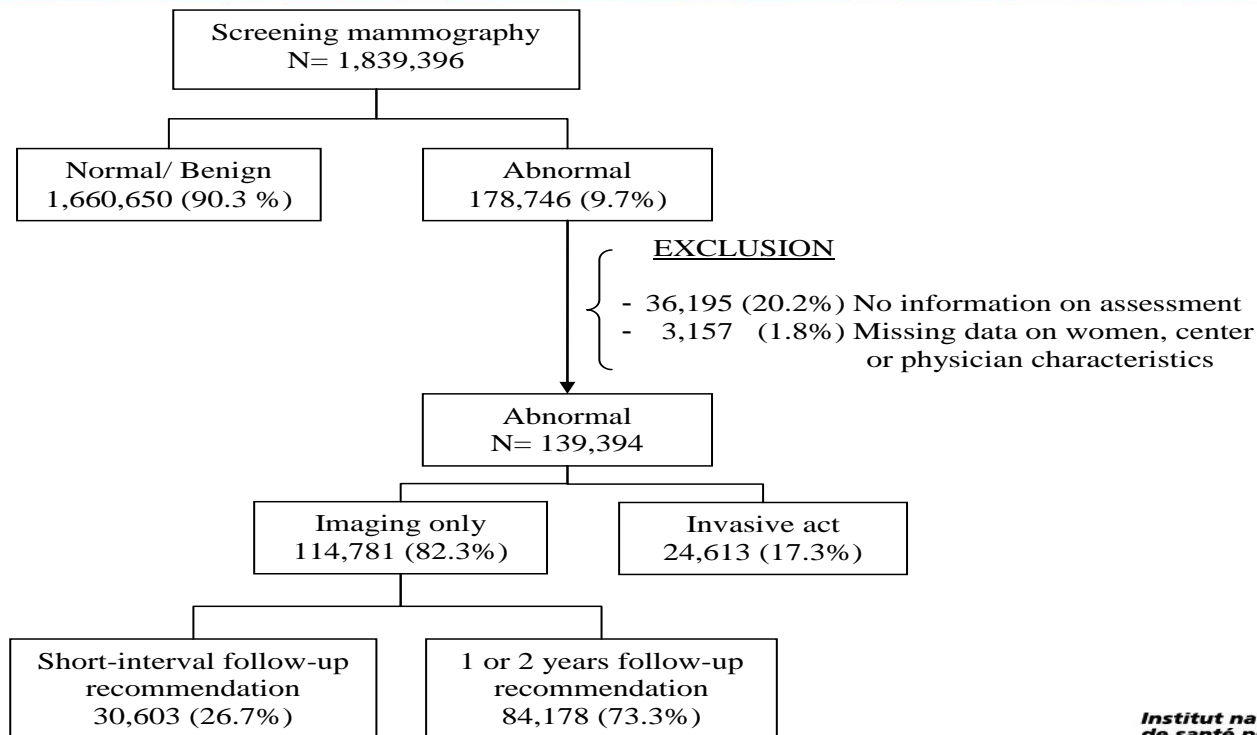 Screening mammography
N= 1,839,396
Normal/ Benign
1,660,650 (90.3 %)
Abnormal
178,746 (9.7%)
EXCLUSION
- 36,195 (20.2%) No information on assessment
- 3,157 (1.8%) Missing data on women, center
or physician characteristics
Abnormal
N= 139,394
Imaging only
114,781 (82.3%)
Invasive act
24,613 (17.3%)
Short-interval follow-up
recommendation
30,603 (26.7%)
1 or 2 years follow-up
recommendation
84,178 (73.3%)
Institut na
de santé p